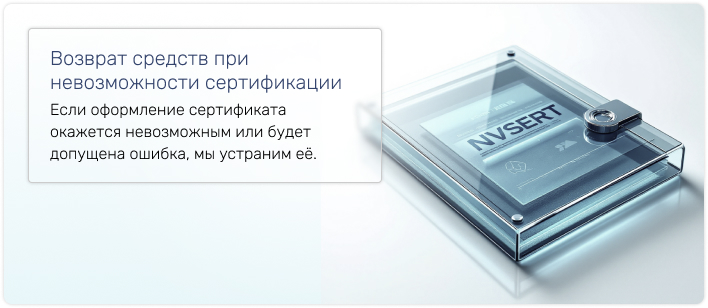 Возврат средств при
невозможности сертификации
Если оформление сертификата
окажется невозможным или будет
допущена ошибка, мы устраним её.
NVSERT